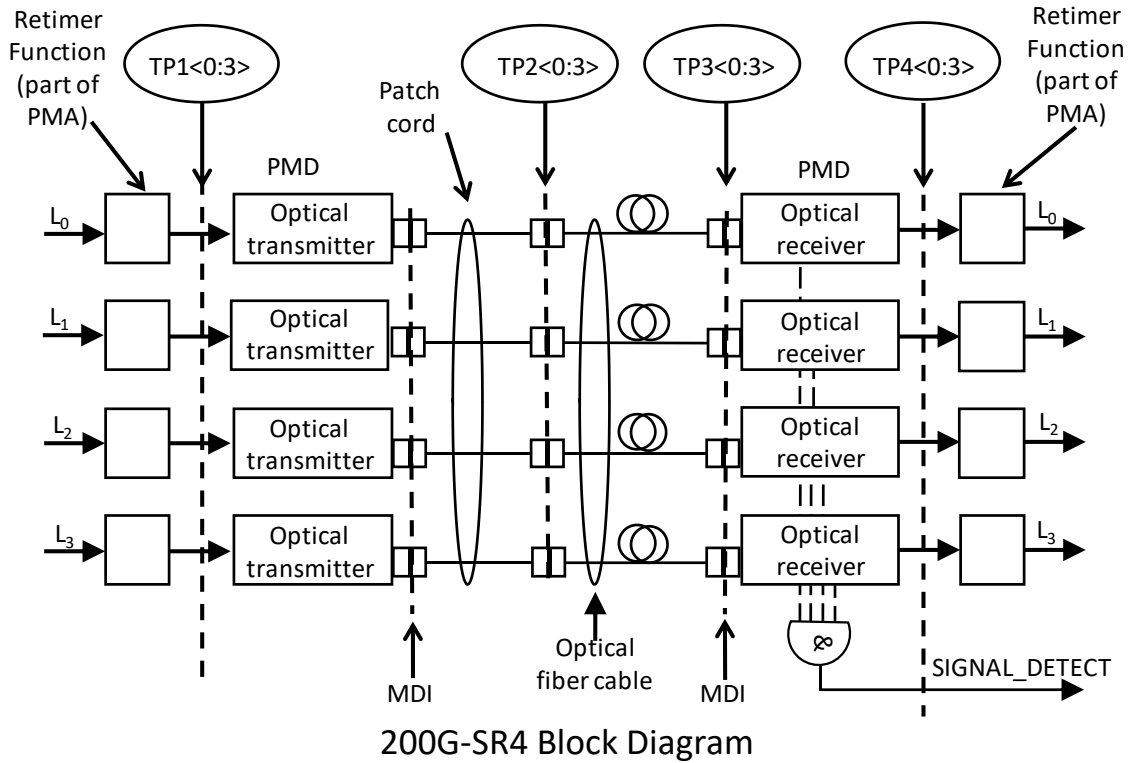 Retimer
Function
(part of
PMA)
TP1<0:3>
TP2<0:3>
TP3<0:3>
TP4<0:3>
Retimer
Function
(part of
PMA)
Patch
cord
PMD
PMD
L0
Optical
transmitter
Optical
receiver
L0
L1
Optical
transmitter
Optical
receiver
L1
L2
Optical
transmitter
Optical
receiver
L2
L3
Optical
transmitter
Optical
receiver
L3
&
MDI
Optical
fiber cable
MDI
SIGNAL_DETECT
200G-SR4 Block Diagram